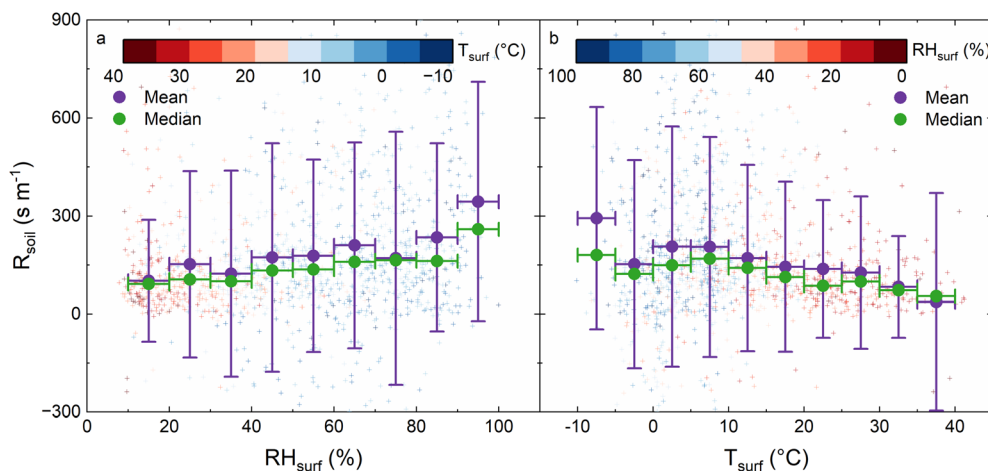 900
600
300
0
−300
R_soil (s m⁻¹)
a
T_surf (°C)
40 30 20 10 0 −10
Mean
Median
0 20 40 60 80 100
RH_surf (%)
b
RH_surf (%)
100 80 60 40 20 0
Mean
Median
-10 0 10 20 30 40
T_surf (°C)